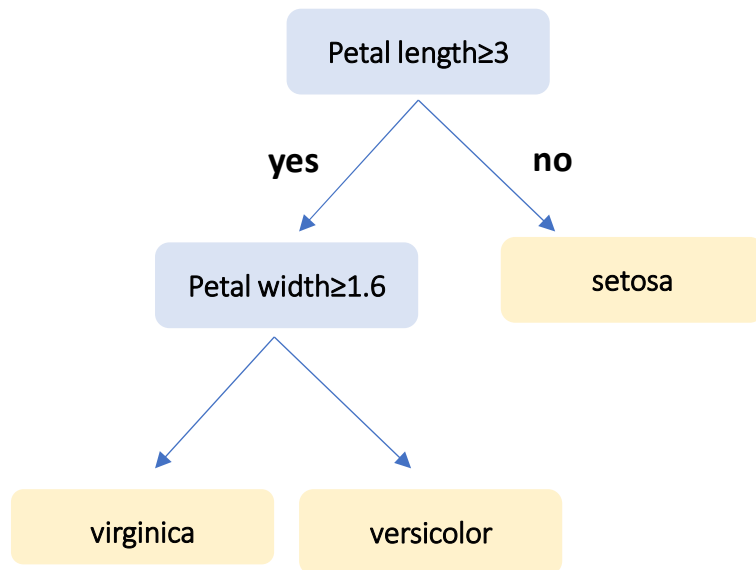 Petal length≥3
yes
no
Petal width≥1.6
setosa
virginica
versicolor